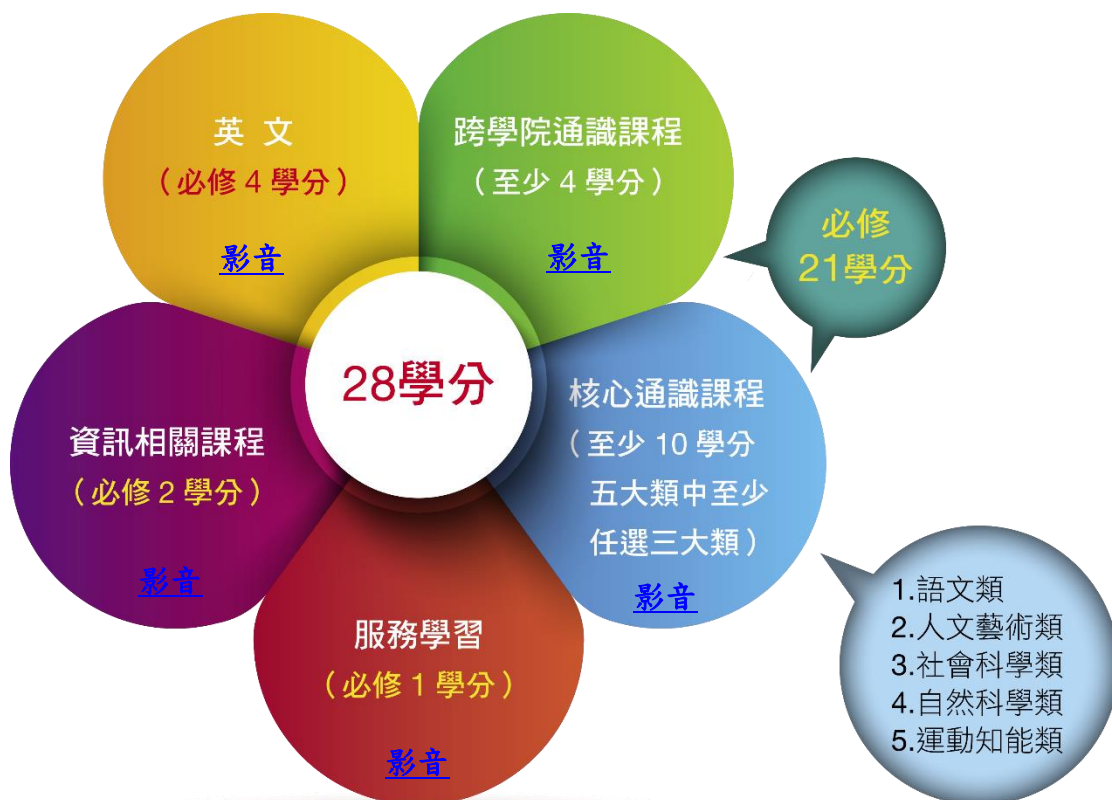 英 文
（必修 4 學分）
影音
跨學院通識課程
（至少 4 學分）
影音
必修
21學分
28學分
資訊相關課程
（必修 2 學分）
影音
核心通識課程
（至少 10 學分
五大類中至少
任選三大類）
影音
服務學習
（必修 1 學分）
影音
1.語文類
2.人文藝術類
3.社會科學類
4.自然科學類
5.運動知能類